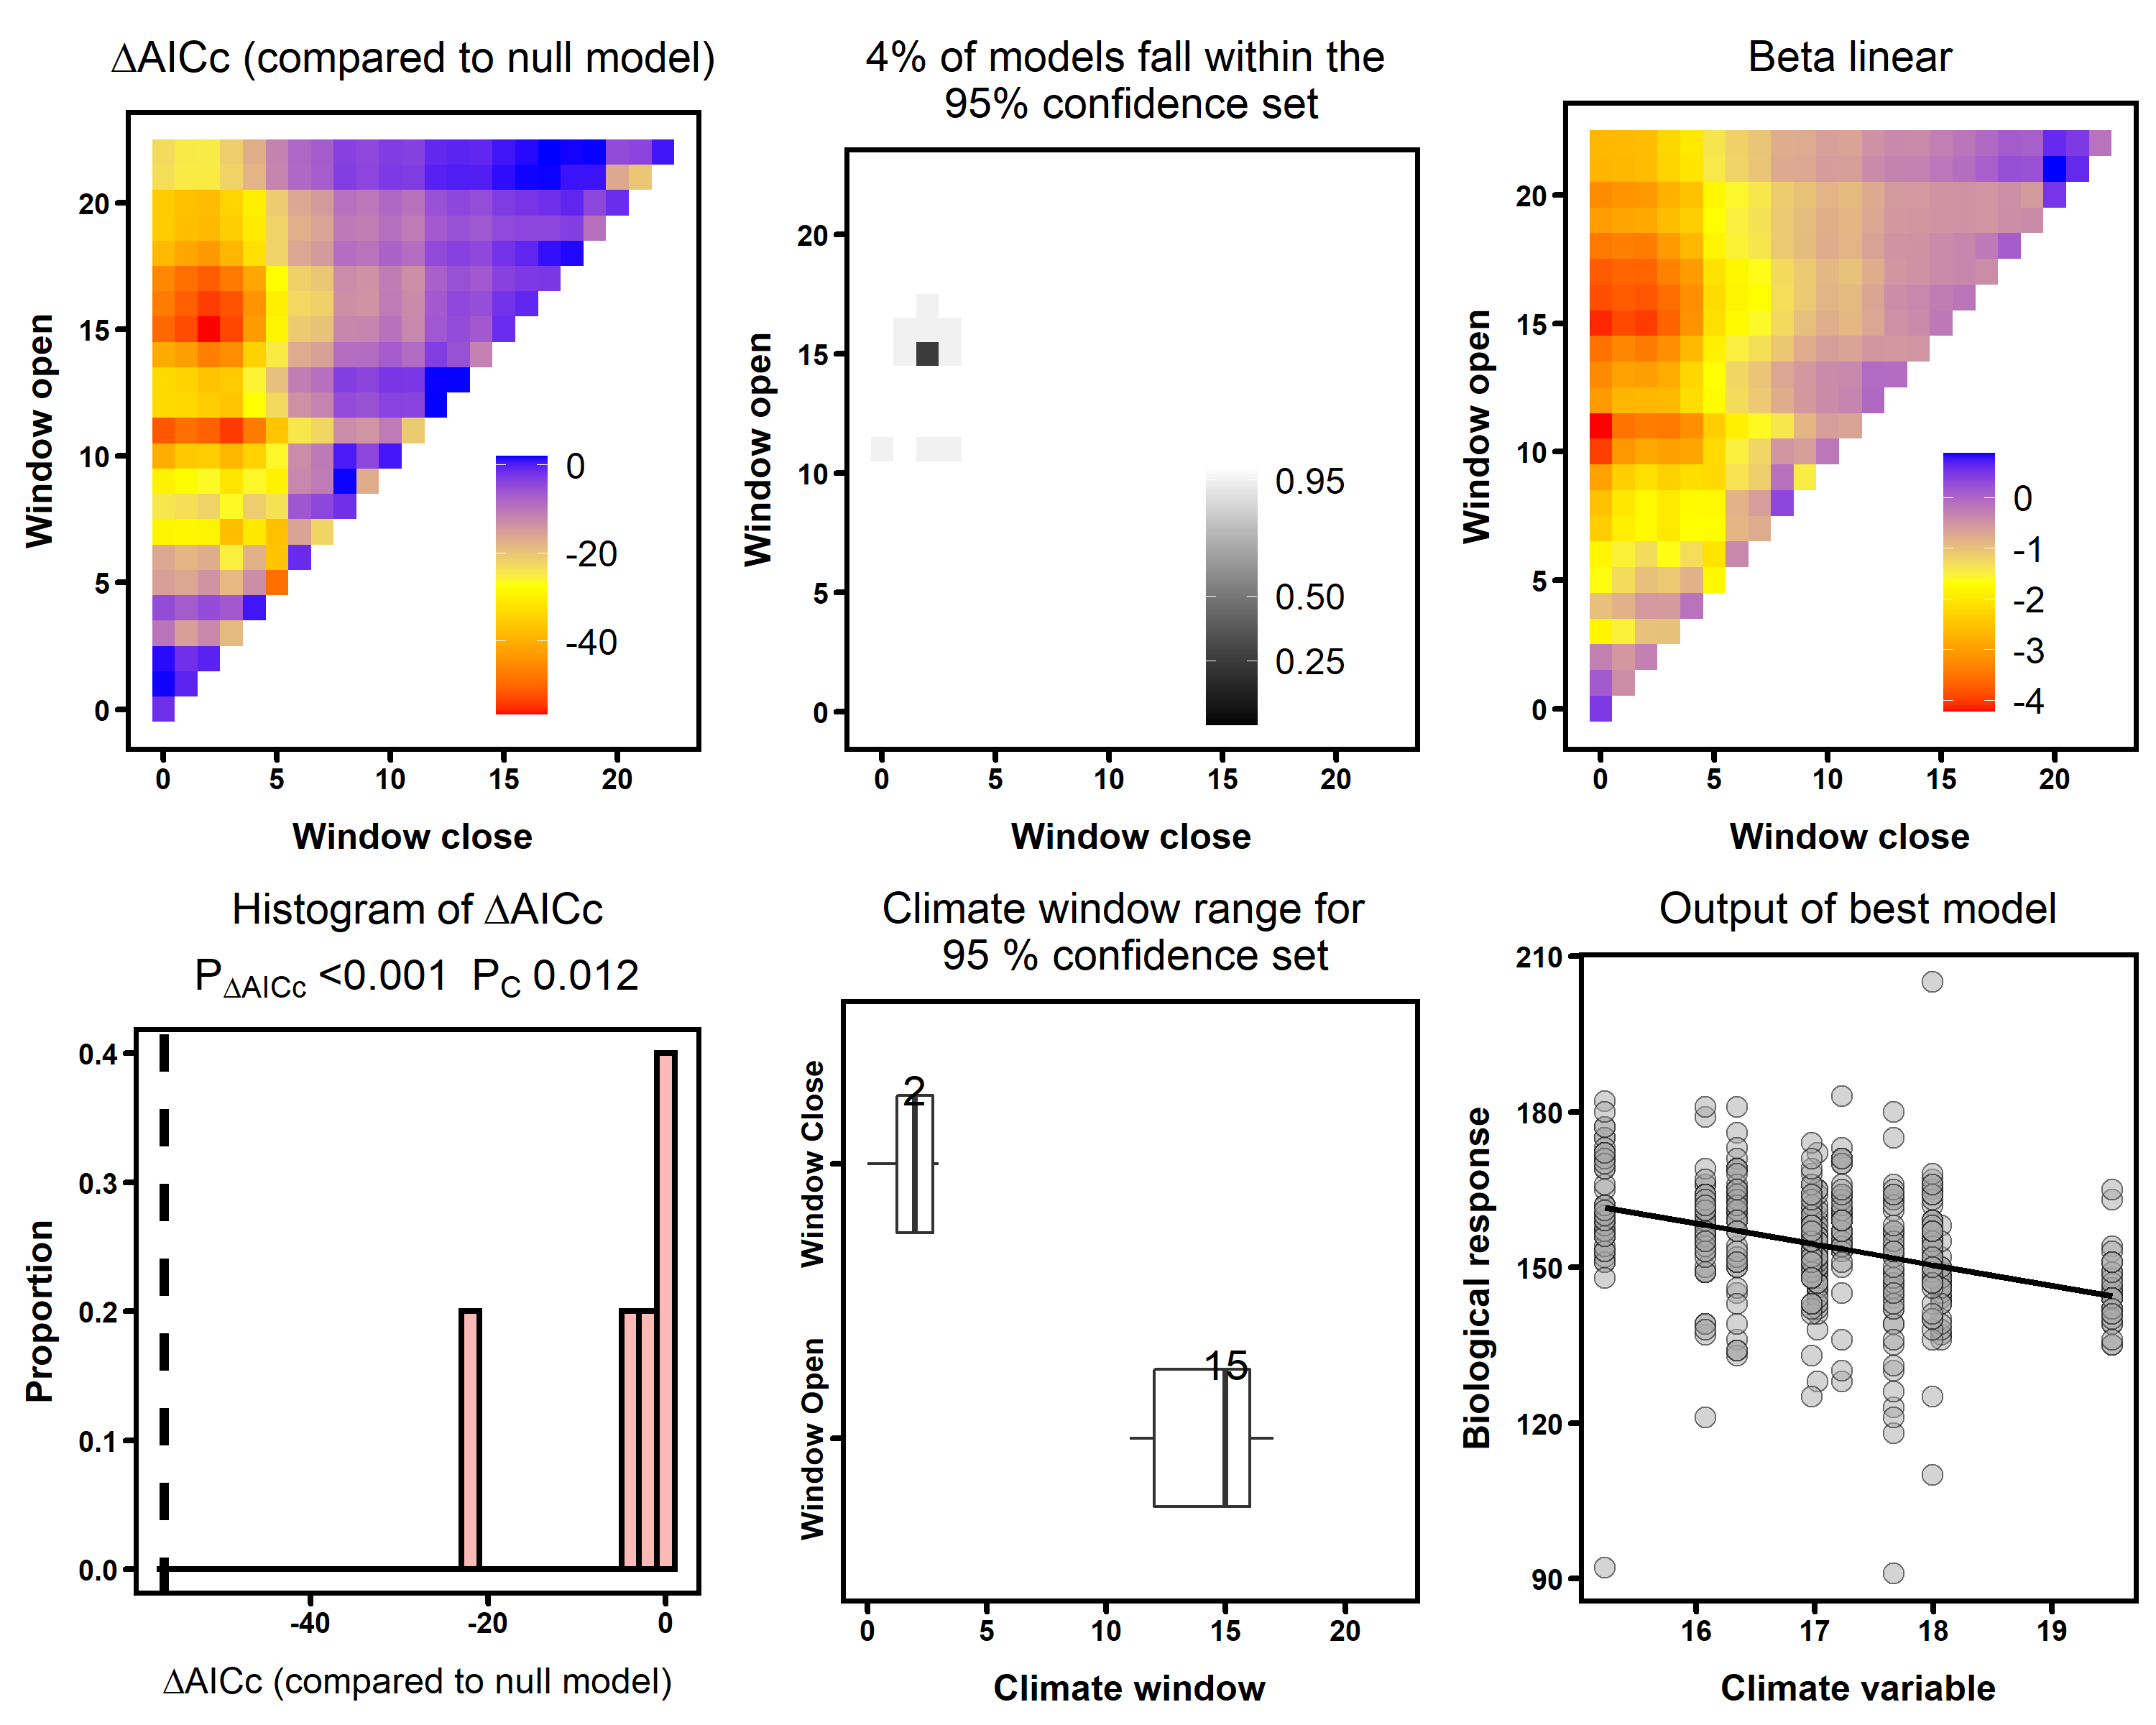 ΔAICc (compared to null model)
Window open
20
15
10
5
0
0
-20
-40
0 5 10 15 20
Window close
4% of models fall within the
95% confidence set
Window open
20
15
10
5
0
0.95
0.50
0.25
0 5 10 15 20
Window close
Beta linear
Window open
20
15
10
5
0
0
-1
-2
-3
-4
0 5 10 15 20
Window close
Histogram of ΔAICc
PΔAICc <0.001 PC 0.012
Proportion
0.4
0.3
0.2
0.1
0.0
-40 -20 0
ΔAICc (compared to null model)
Climate window range for
95 % confidence set
Window Close
2
Window Open
15
0 5 10 15 20
Climate window
Output of best model
Biological response
210
180
150
120
90
16 17 18 19
Climate variable